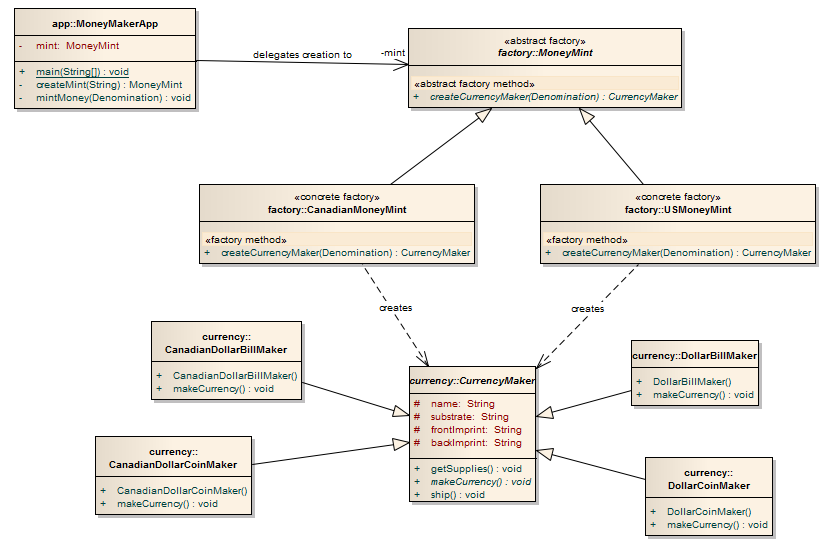 app::MoneyMakerApp
- mint: MoneyMint
+ main(String[]) : void
- createMint(String) : MoneyMint
- mintMoney(Denomination) : void
delegates creation to
-mint
«abstract factory»
factory::MoneyMint
«abstract factory method»
+ createCurrencyMaker(Denomination) : CurrencyMaker
«concrete factory»
factory::CanadianMoneyMint
«factory method»
+ createCurrencyMaker(Denomination) : CurrencyMaker
«concrete factory»
factory::USMoneyMint
«factory method»
+ createCurrencyMaker(Denomination) : CurrencyMaker
creates
creates
currency::
CanadianDollarBillMaker
+ CanadianDollarBillMaker()
+ makeCurrency() : void
currency::CurrencyMaker
# name: String
# substrate: String
# frontImprint: String
# backImprint: String
+ getSupplies() : void
+ makeCurrency() : void
+ ship() : void
currency::DollarBillMaker
+ DollarBillMaker()
+ makeCurrency() : void
currency::
CanadianDollarCoinMaker
+ CanadianDollarCoinMaker()
+ makeCurrency() : void
currency::
DollarCoinMaker
+ DollarCoinMaker()
+ makeCurrency() : void